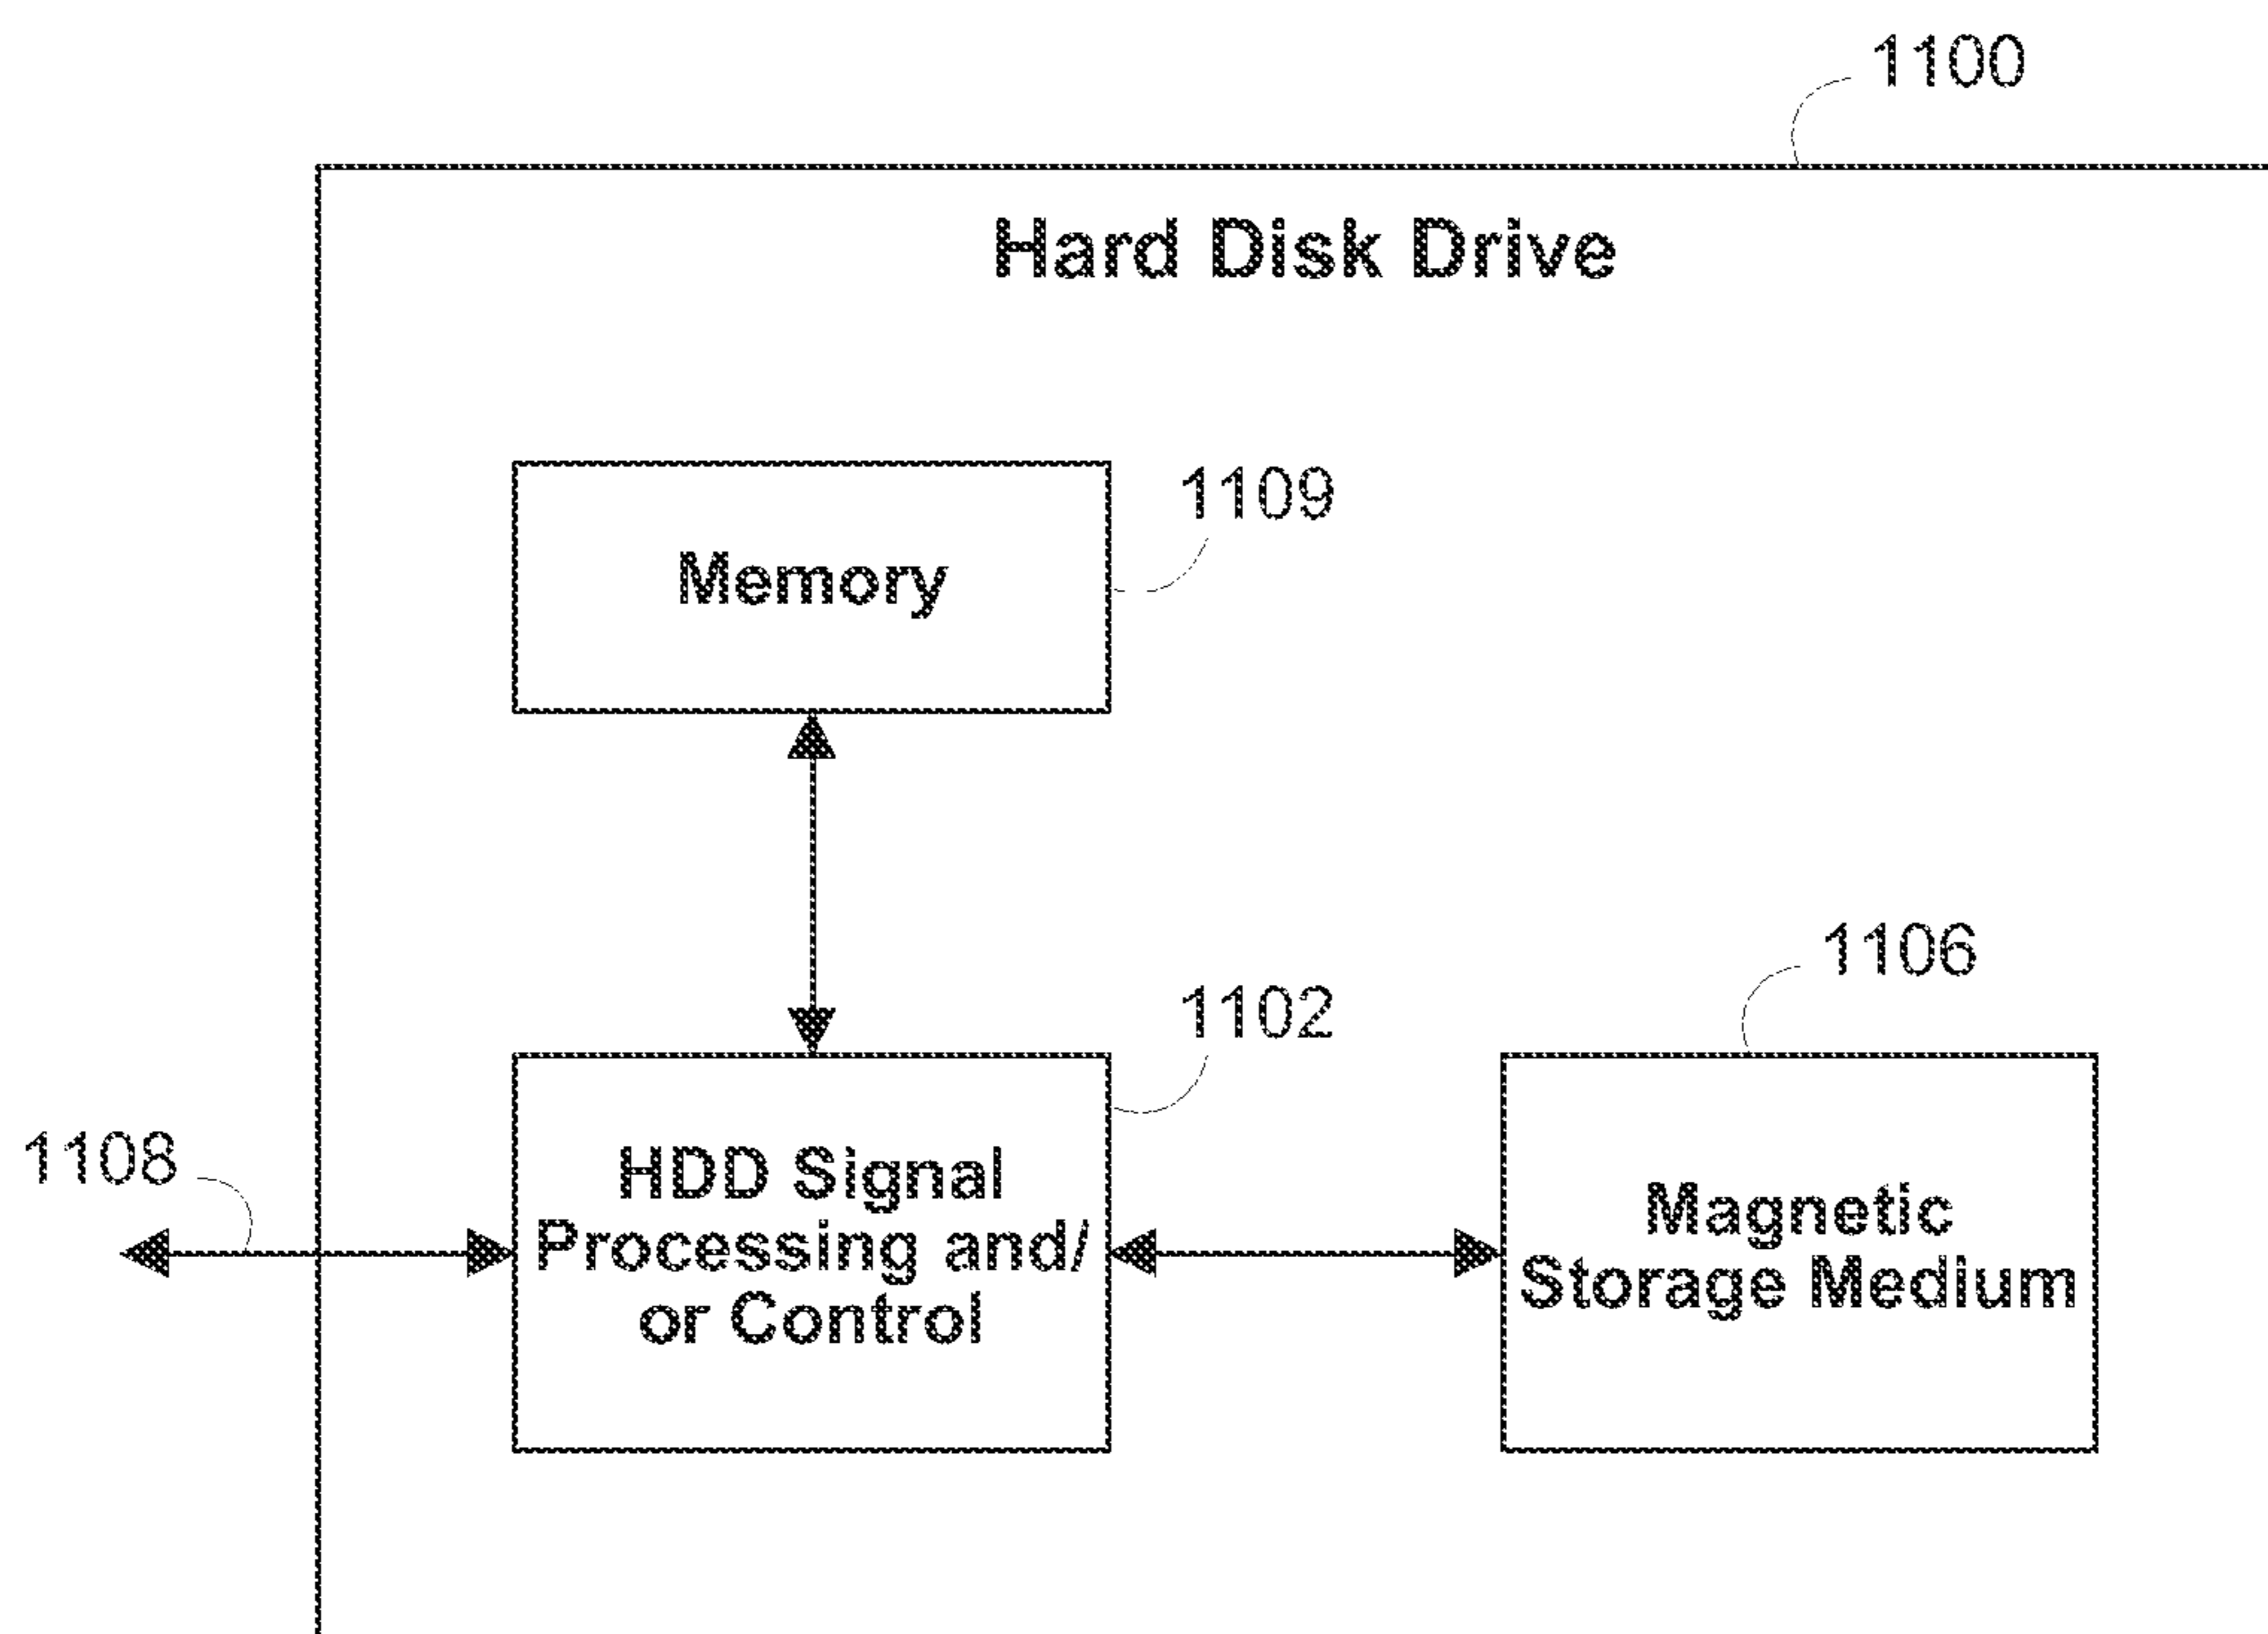 1100
Hard Disk Drive
1109
Memory
1106
1102
1108
HDD Signal
Processing and/
or Control
Magnetic
Storage Medium